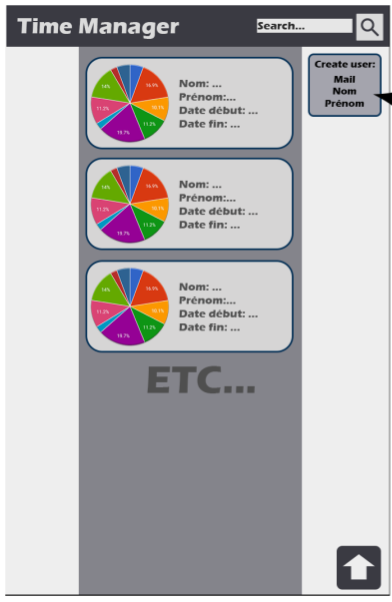 Time Manager
Search...
Create user:
Mail
Nom
Prénom
14%
16.9%
11.2%
10.1%
19.7%
11.2%
Nom: ...
Prénom:...
Date début: ...
Date fin: ...
14%
16.9%
11.2%
10.1%
19.7%
11.2%
Nom: ...
Prénom:...
Date début: ...
Date fin: ...
14%
16.9%
11.2%
10.1%
19.7%
11.2%
Nom: ...
Prénom:...
Date début: ...
Date fin: ...
ETC...